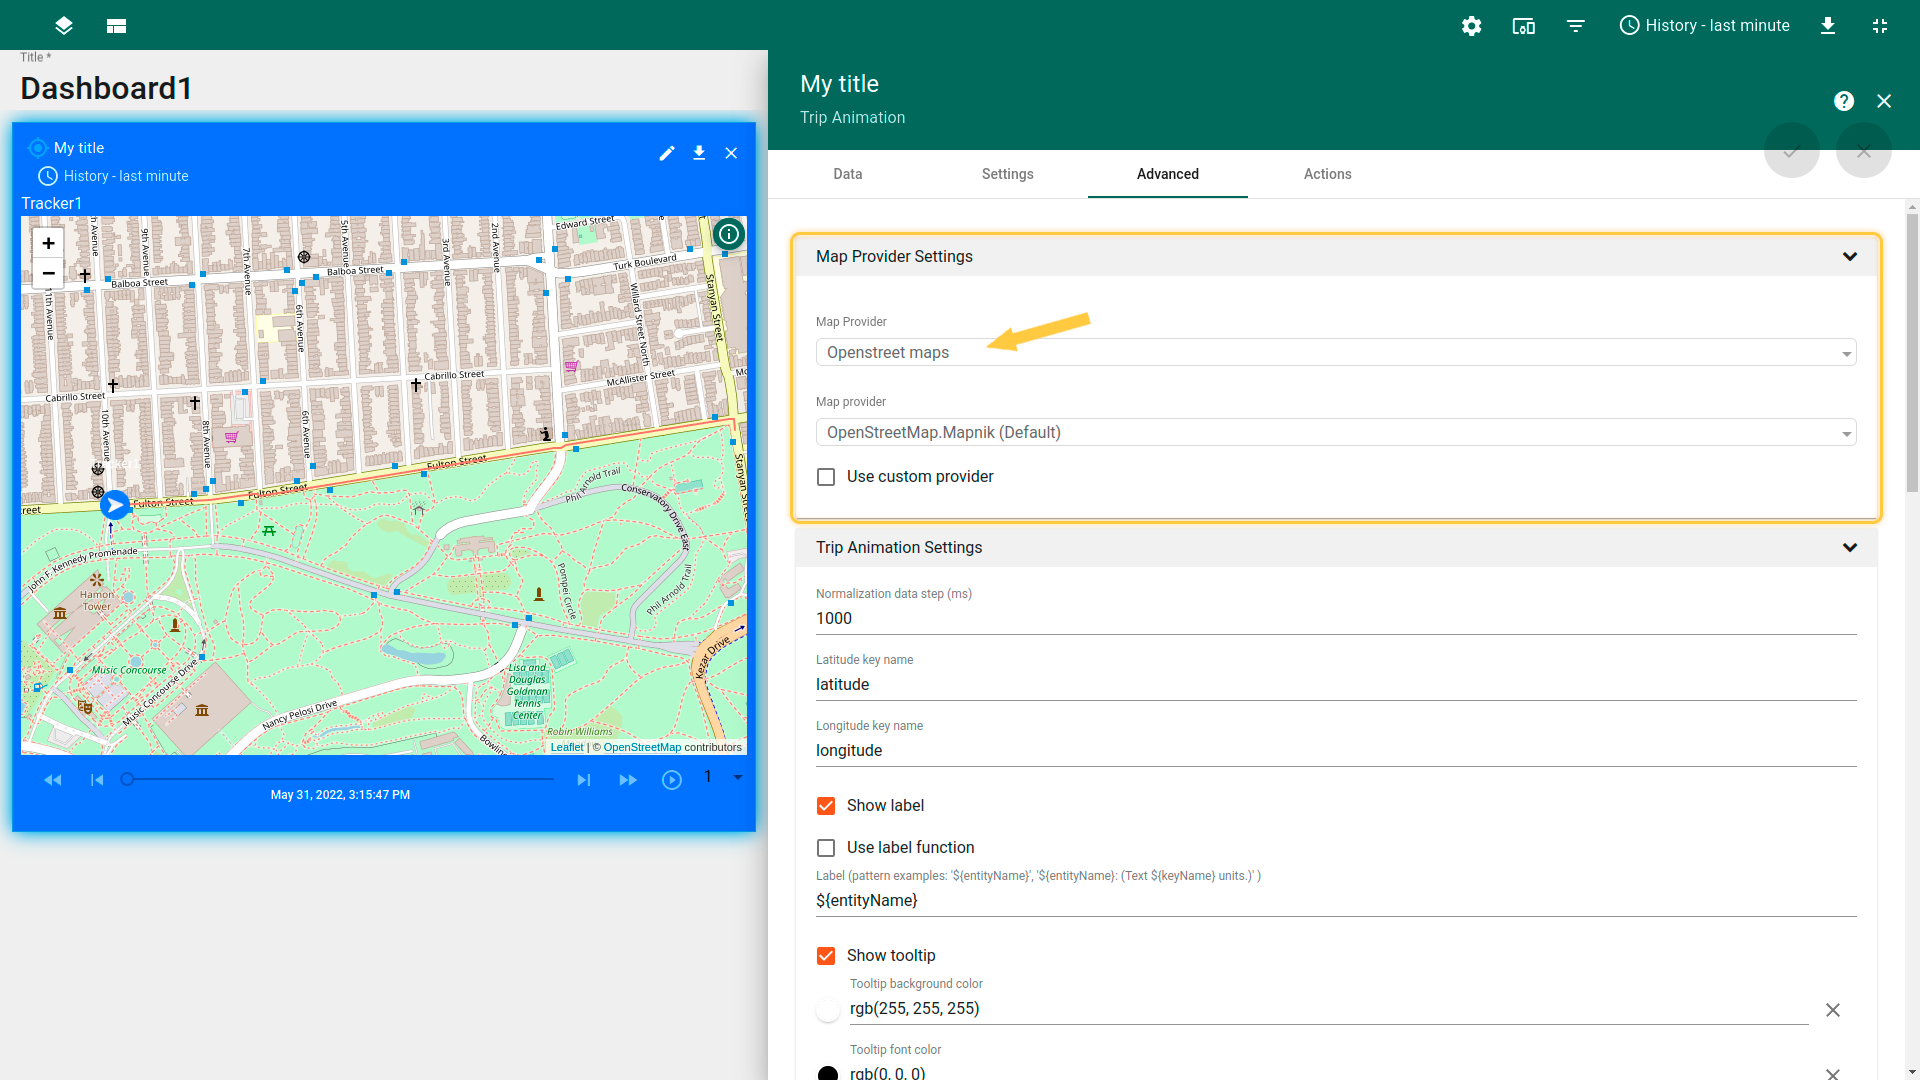 History - last minute
Title *
Dashboard1
My title
History - last minute
Tracker1
+
−
Edward Street
Turk Boulevard
Balboa Street
Balboa Street
11th Avenue
9th Avenue
7th Avenue
6th Avenue
5th Avenue
3rd Avenue
2nd Avenue
Willard Street North
Stanyan Street
Cabrillo Street
Cabrillo Street
McAllister Street
10th Avenue
8th Avenue
6th Avenue
Fulton Street
Fulton Street
Fulton Street
Phil Arnold Trail
Conservatory Drive East
Phil Arnold Trail
Pompei Circle
John F. Kennedy Promenade
Hamon
Tower
Music Concourse
Music Concourse Drive
Nancy Pelosi Drive
Lisa and
Douglas
Goldman
Tennis
Center
Kezar Drive
Robin Williams
Leaflet | © OpenStreetMap contributors
1
May 31, 2022, 3:15:47 PM
My title
Trip Animation
Data
Settings
Advanced
Actions
Map Provider Settings
Map Provider
Openstreet maps
Map provider
OpenStreetMap.Mapnik (Default)
Use custom provider
Trip Animation Settings
Normalization data step (ms)
1000
Latitude key name
latitude
Longitude key name
longitude
Show label
Use label function
Label (pattern examples: '${entityName}', '${entityName}: (Text ${keyName} units.)' )
${entityName}
Show tooltip
Tooltip background color
rgb(255, 255, 255)
Tooltip font color
rgb(0, 0, 0)